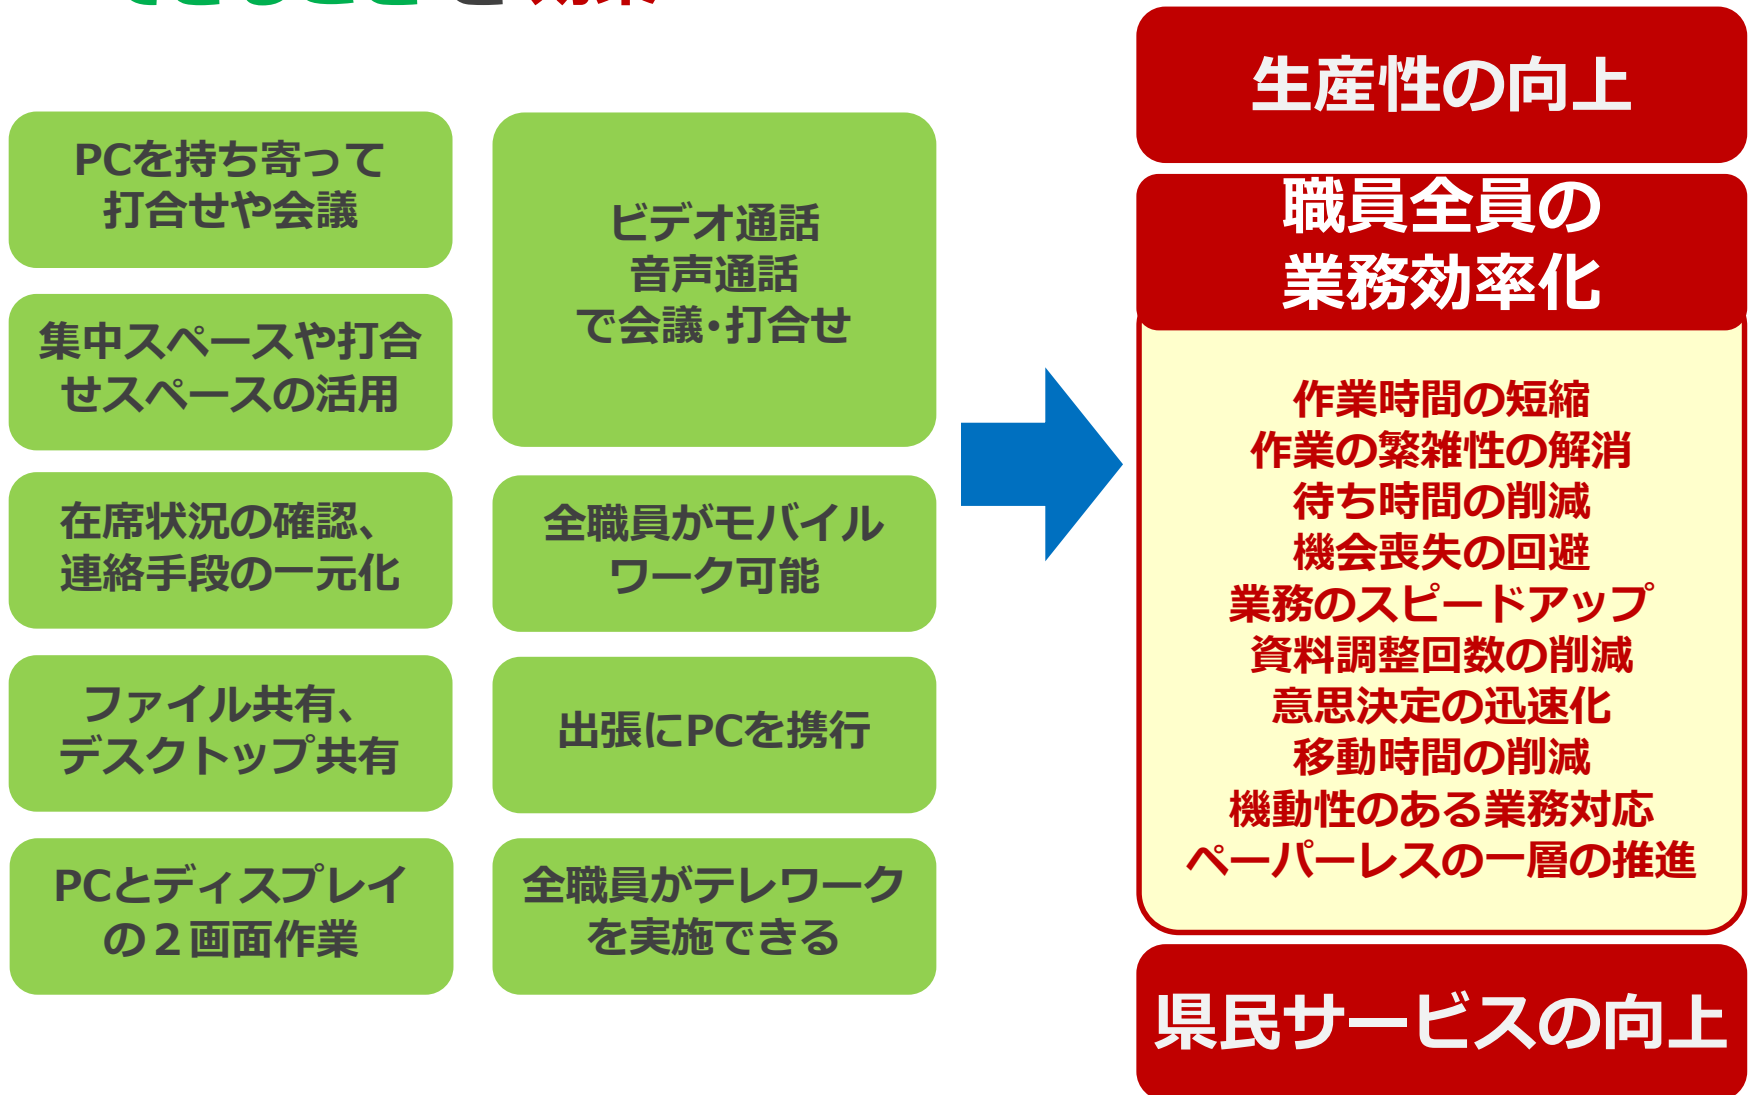 PCを持ち寄って
打合せや会議
集中スペースや打合
せスペースの活用
在席状況の確認、
連絡手段の一元化
ファイル共有、
デスクトップ共有
PCとディスプレイ
の２画面作業
ビデオ通話
音声通話
で会議・打合せ
全職員がモバイル
ワーク可能
出張にPCを携行
全職員がテレワーク
を実施できる
生産性の向上
職員全員の
業務効率化
作業時間の短縮
作業の繁雑性の解消
待ち時間の削減
機会喪失の回避
業務のスピードアップ
資料調整回数の削減
意思決定の迅速化
移動時間の削減
機動性のある業務対応
ペーパーレスの一層の推進
県民サービスの向上